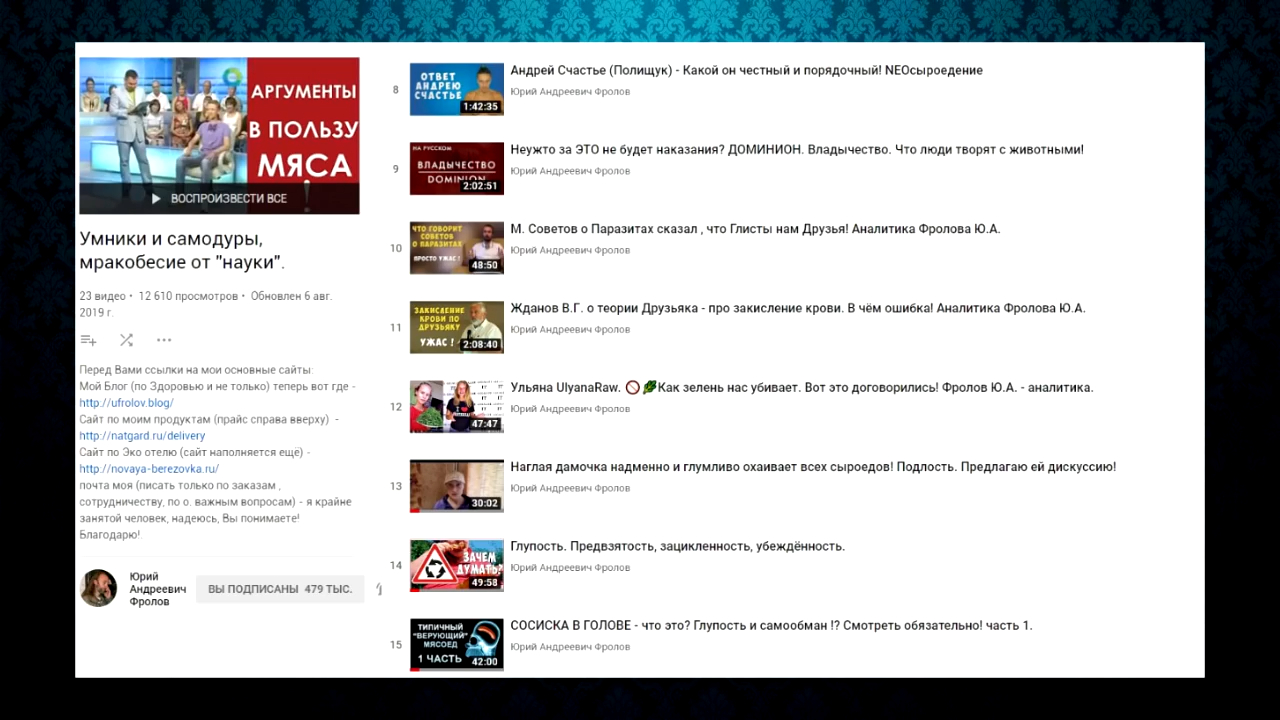 АРГУМЕНТЫ
В ПОЛЬЗУ
МЯСА
!
ВОСПРОИЗВЕСТИ ВСЕ
Умники и самодуры,
мракобесие от "науки".
23 видео • 12 610 просмотров • Обновлен 6 авг.
2019 г.
Перед Вами ссылки на мои основные сайты:
Мой Блог (по Здоровью и не только) теперь вот где -
http://ufrolov.blog/
Сайт по моим продуктам (прайс справа вверху) -
http://natgard.ru/delivery
Сайт по Эко отелю (сайт наполняется ещё) -
http://novaya-berezovka.ru/
почта моя (писать только по заказам ,
сотрудничеству, по о. важным вопросам) - я крайне
занятой человек, надеюсь, Вы понимаете!
Благодарю!
Юрий
Андреевич
Фролов
ВЫ ПОДПИСАНЫ 479 ТЫС.
8
ОТВЕТ
АНДРЕЮ
СЧАСТЬЕ
1:42:35
Андрей Счастье (Полищук) - Какой он честный и порядочный! NEOсыроедение
Юрий Андреевич Фролов
9
НА РУССКОМ
ВЛАДЫЧЕСТВО
DOMINION
2:02:51
Неужто за ЭТО не будет наказания? ДОМИНИОН. Владычество. Что люди творят с животными!
Юрий Андреевич Фролов
10
ЧТО ГОВОРИТ
СОВЕТОВ
О ПАРАЗИТАХ
ПРОСТО УЖАС !
48:50
М. Советов о Паразитах сказал , что Глисты нам Друзья! Аналитика Фролова Ю.А.
Юрий Андреевич Фролов
11
ЗАКИСЛЕНИЕ
КРОВИ ПО
ДРУЗЬЯКУ
УЖАС !
2:08:40
Жданов В.Г. о теории Друзьяка - про закисление крови. В чём ошибка! Аналитика Фролова Ю.А.
Юрий Андреевич Фролов
12
47:47
Ульяна UlyanaRaw. 🚫🥬Как зелень нас убивает. Вот это договорились! Фролов Ю.А. - аналитика.
Юрий Андреевич Фролов
13
30:02
Наглая дамочка надменно и глумливо охаивает всех сыроедов! Подлость. Предлагаю ей дискуссию!
Юрий Андреевич Фролов
14
ЗАЧЕМ
ДУМАТЬ?
49:58
Глупость. Предвзятость, зацикленность, убеждённость.
Юрий Андреевич Фролов
15
ТИПИЧНЫЙ
"ВЕРУЮЩИЙ"
МЯСОЕД
1 ЧАСТЬ
42:00
СОСИСКА В ГОЛОВЕ - что это? Глупость и самообман !? Смотреть обязательно! часть 1.
Юрий Андреевич Фролов